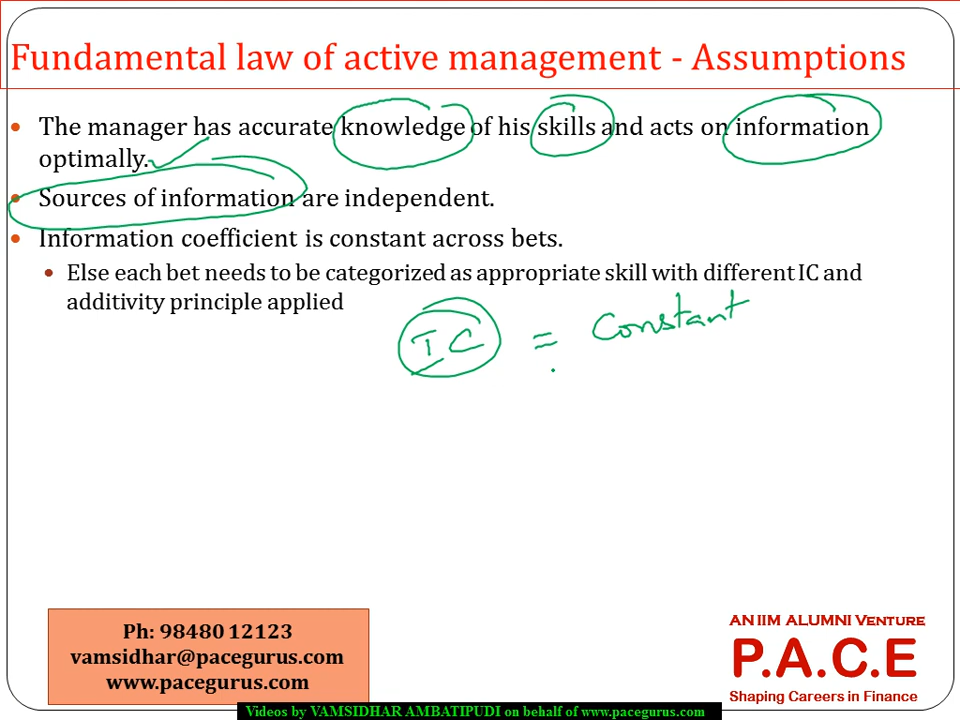 Fundamental law of active management - Assumptions
• The manager has accurate knowledge of his skills and acts on information
optimally.
• Sources of information are independent.
• Information coefficient is constant across bets.
• Else each bet needs to be categorized as appropriate skill with different IC and
additivity principle applied
IC = Constant
Ph: 98480 12123
vamsidhar@pacegurus.com
www.pacegurus.com
AN IIM ALUMNI VENTURE
P.A.C.E
Shaping Careers in Finance
Videos by VAMSIDHAR AMBATIPUDI on behalf of www.pacegurus.com